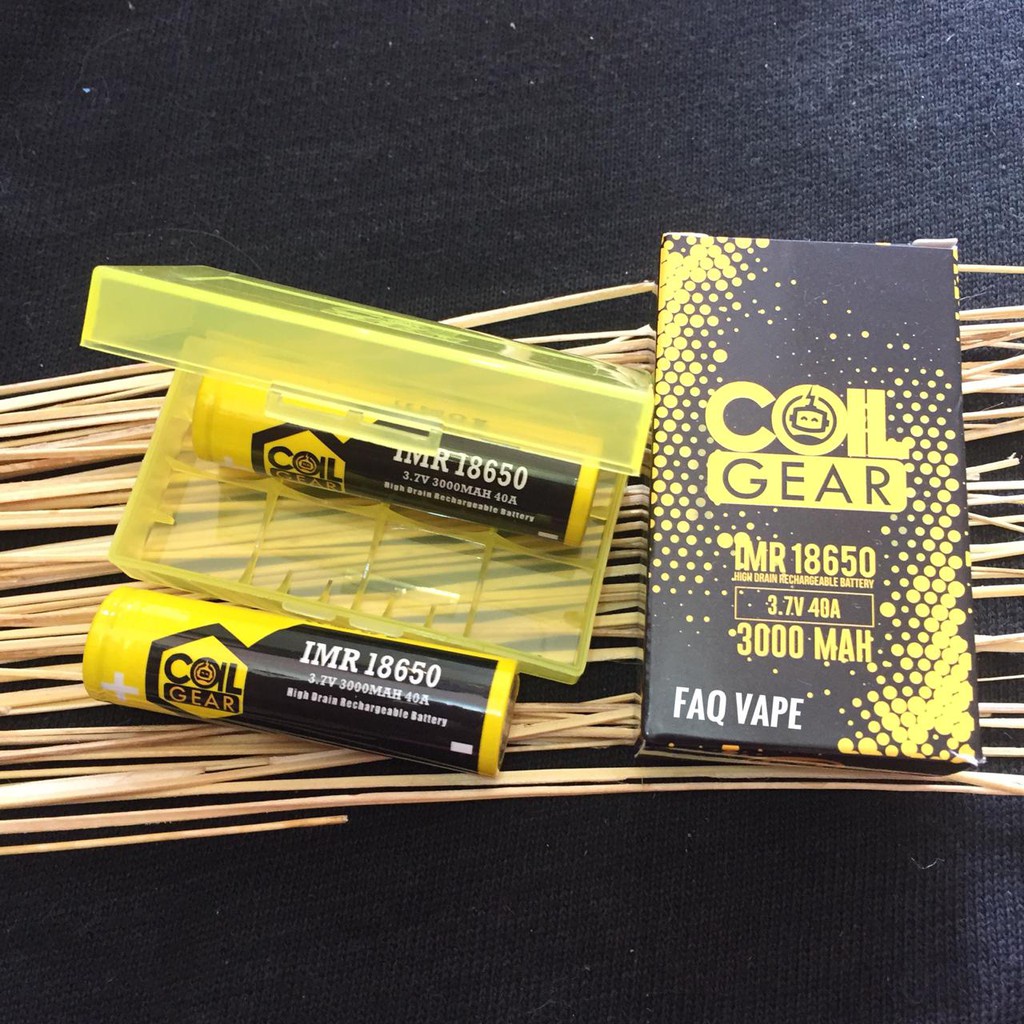 COIL
GEAR
IMR 18650
3.7V 3000MAH 40A
High Drain Rechargeable Battery
COIL
GEAR
IMR 18650
3.7V 3000MAH 40A
High Drain Rechargeable Battery
COIL
GEAR
IMR 18650
HIGH DRAIN RECHARGEABLE BATTERY
3.7V 40A
3000 MAH
FAQ VAPE